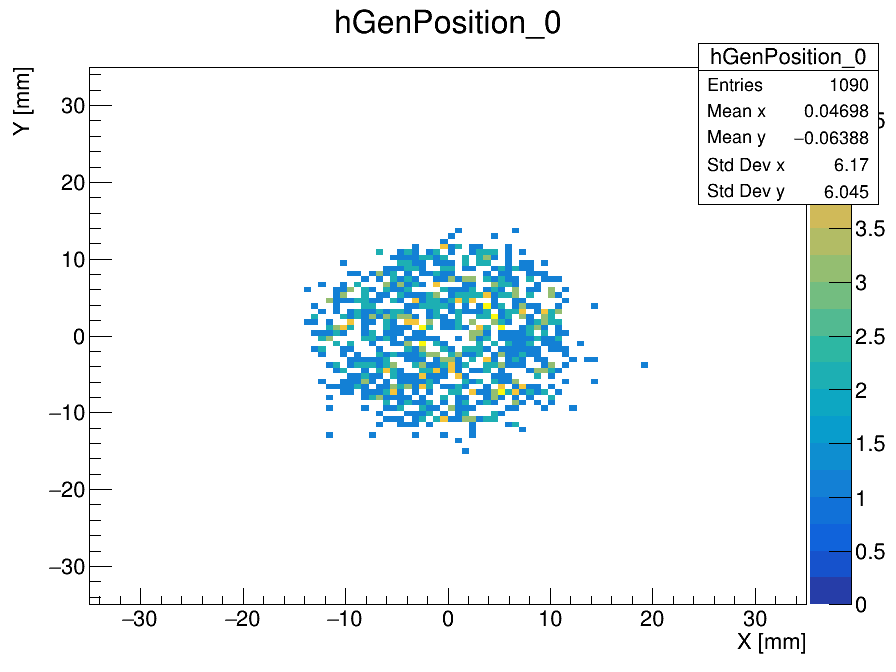 hGenPosition_0
hGenPosition_0
Entries 1090
Mean x 0.04698
Mean y −0.06388
Std Dev x 6.17
Std Dev y 6.045
Y [mm]
30
20
10
0
−10
−20
−30
−30 −20 −10 0 10 20 30
X [mm]
5
3.5
3
2.5
2
1.5
1
0.5
0